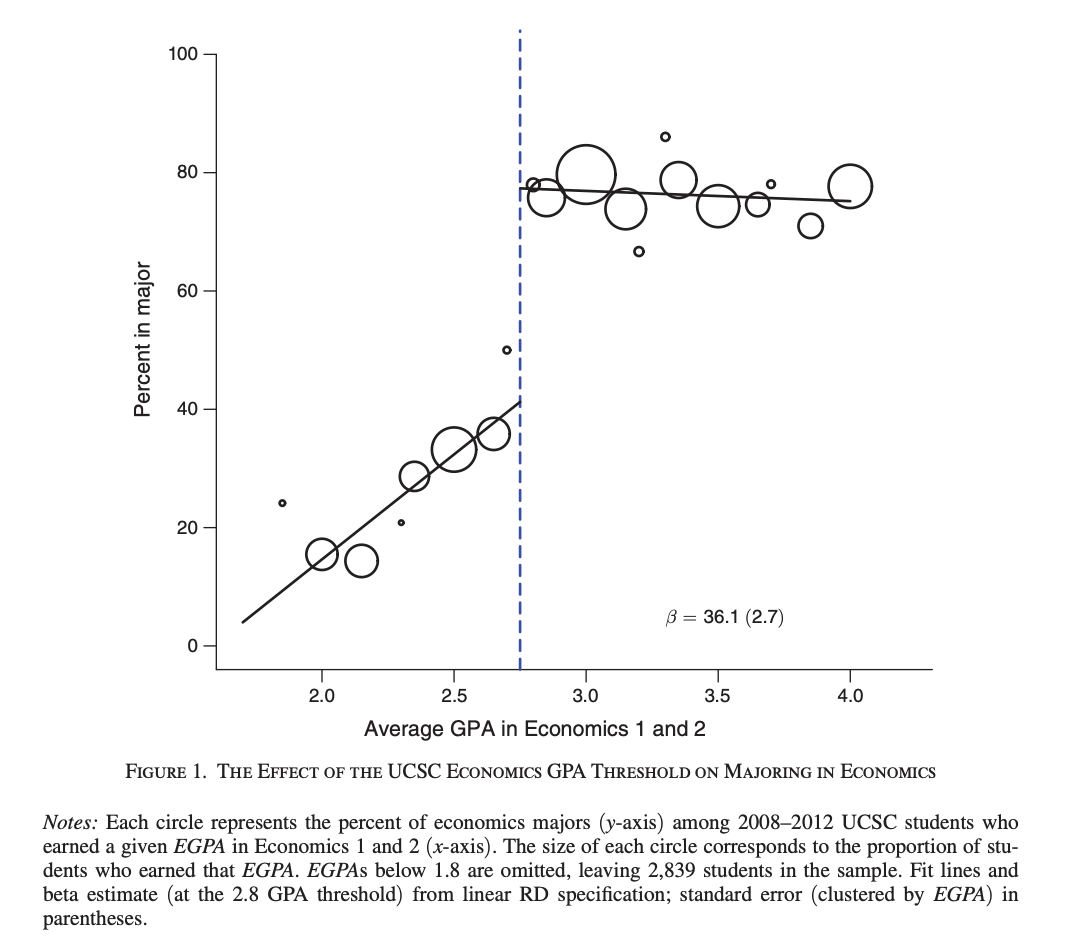 100
80
60
40
20
0
Percent in major
β = 36.1 (2.7)
2.0 2.5 3.0 3.5 4.0
Average GPA in Economics 1 and 2
Figure 1. The Effect of the UCSC Economics GPA Threshold on Majoring in Economics
Notes: Each circle represents the percent of economics majors (y-axis) among 2008–2012 UCSC students who
earned a given EGPA in Economics 1 and 2 (x-axis). The size of each circle corresponds to the proportion of stu-
dents who earned that EGPA. EGPAs below 1.8 are omitted, leaving 2,839 students in the sample. Fit lines and
beta estimate (at the 2.8 GPA threshold) from linear RD specification; standard error (clustered by EGPA) in
parentheses.